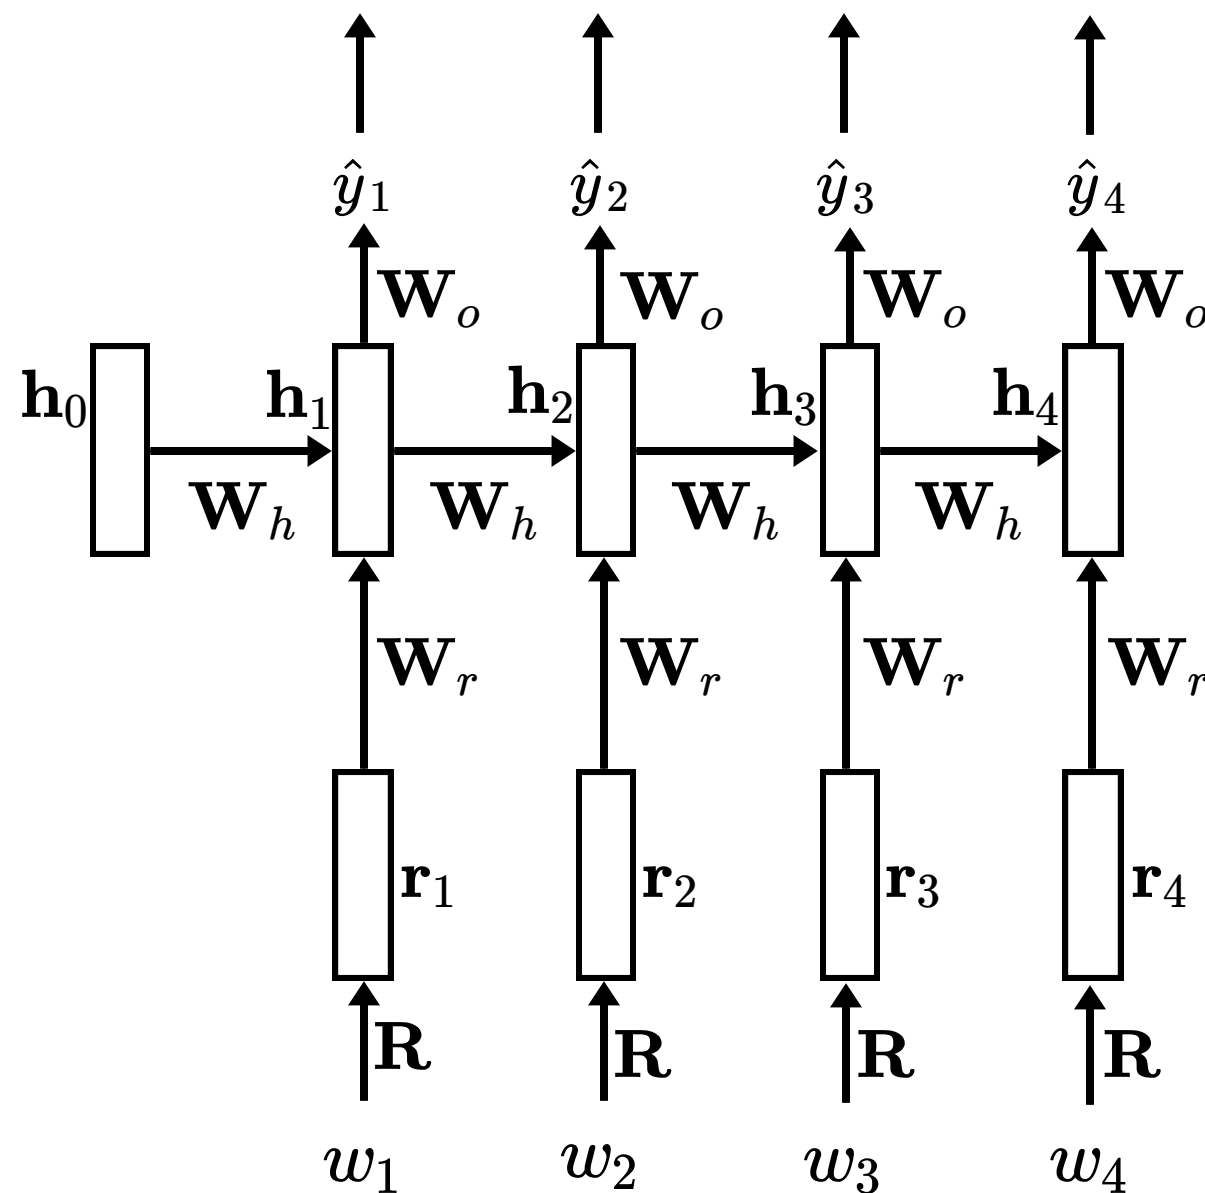 ŷ₁ ŷ₂ ŷ₃ ŷ₄
𝐖ₒ 𝐖ₒ 𝐖ₒ 𝐖ₒ
𝐡₀ 𝐡₁ 𝐡₂ 𝐡₃ 𝐡₄
𝐖ₕ 𝐖ₕ 𝐖ₕ 𝐖ₕ
𝐖ᵣ 𝐖ᵣ 𝐖ᵣ 𝐖ᵣ
𝐫₁ 𝐫₂ 𝐫₃ 𝐫₄
𝐑 𝐑 𝐑 𝐑
w₁ w₂ w₃ w₄